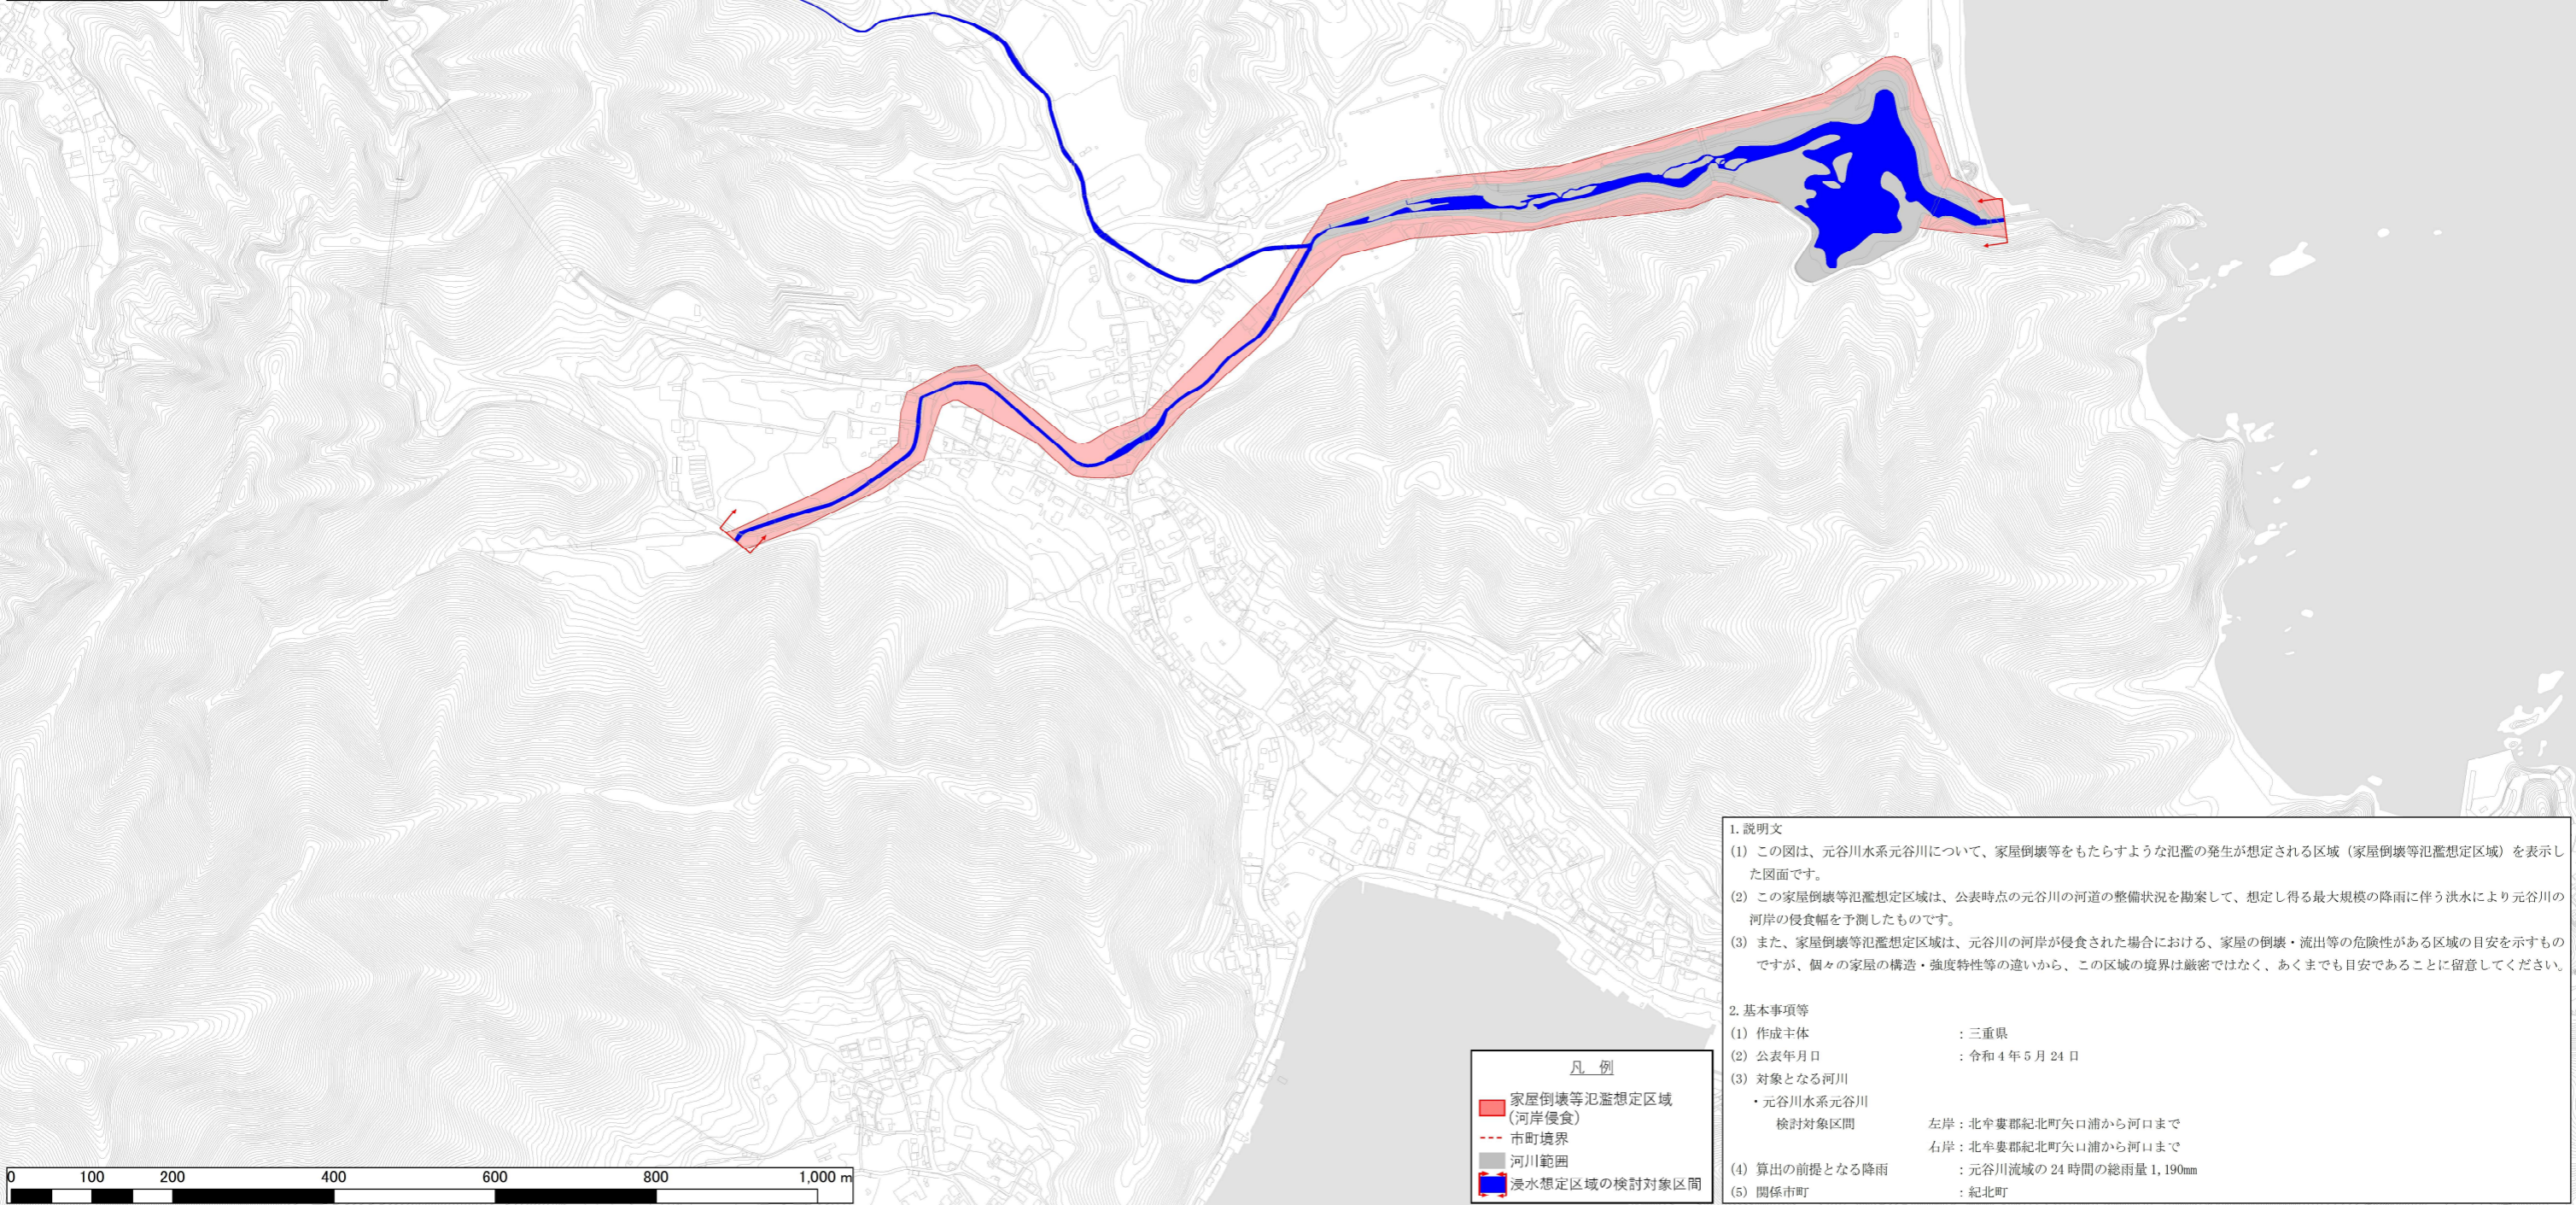 1. 説明文
(1) この図は、元谷川水系元谷川について、家屋倒壊等をもたらすような氾濫の発生が想定される区域（家屋倒壊等氾濫想定区域）を表示し
た図面です。
(2) この家屋倒壊等氾濫想定区域は、公表時点の元谷川の河道の整備状況を勘案して、想定し得る最大規模の降雨に伴う洪水により元谷川の
河岸の侵食幅を予測したものです。
(3) また、家屋倒壊等氾濫想定区域は、元谷川の河岸が侵食された場合における、家屋の倒壊・流出等の危険性がある区域の目安を示すもの
ですが、個々の家屋の構造・強度特性等の違いから、この区域の境界は厳密ではなく、あくまでも目安であることに留意してください。
2. 基本事項等
(1) 作成主体 : 三重県
(2) 公表年月日 : 令和4年5月24日
(3) 対象となる河川
・元谷川水系元谷川
検討対象区間 左岸：北牟婁郡紀北町矢口浦から河口まで
右岸：北牟婁郡紀北町矢口浦から河口まで
(4) 算出の前提となる降雨 : 元谷川流域の24時間の総雨量1,190mm
(5) 関係市町 : 紀北町
凡 例
家屋倒壊等氾濫想定区域
(河岸侵食)
市町境界
河川範囲
浸水想定区域の検討対象区間
0 100 200 400 600 800 1,000 m